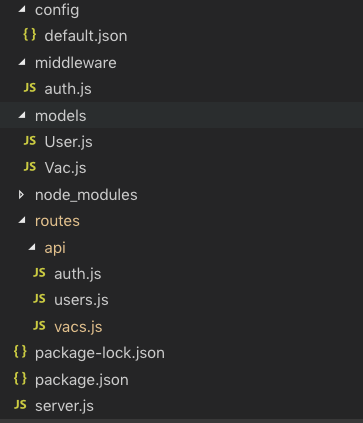 config
{ } default.json
middleware
JS auth.js
models
JS User.js
JS Vac.js
node_modules
routes
api
JS auth.js
JS users.js
JS vacs.js
{ } package-lock.json
{ } package.json
JS server.js